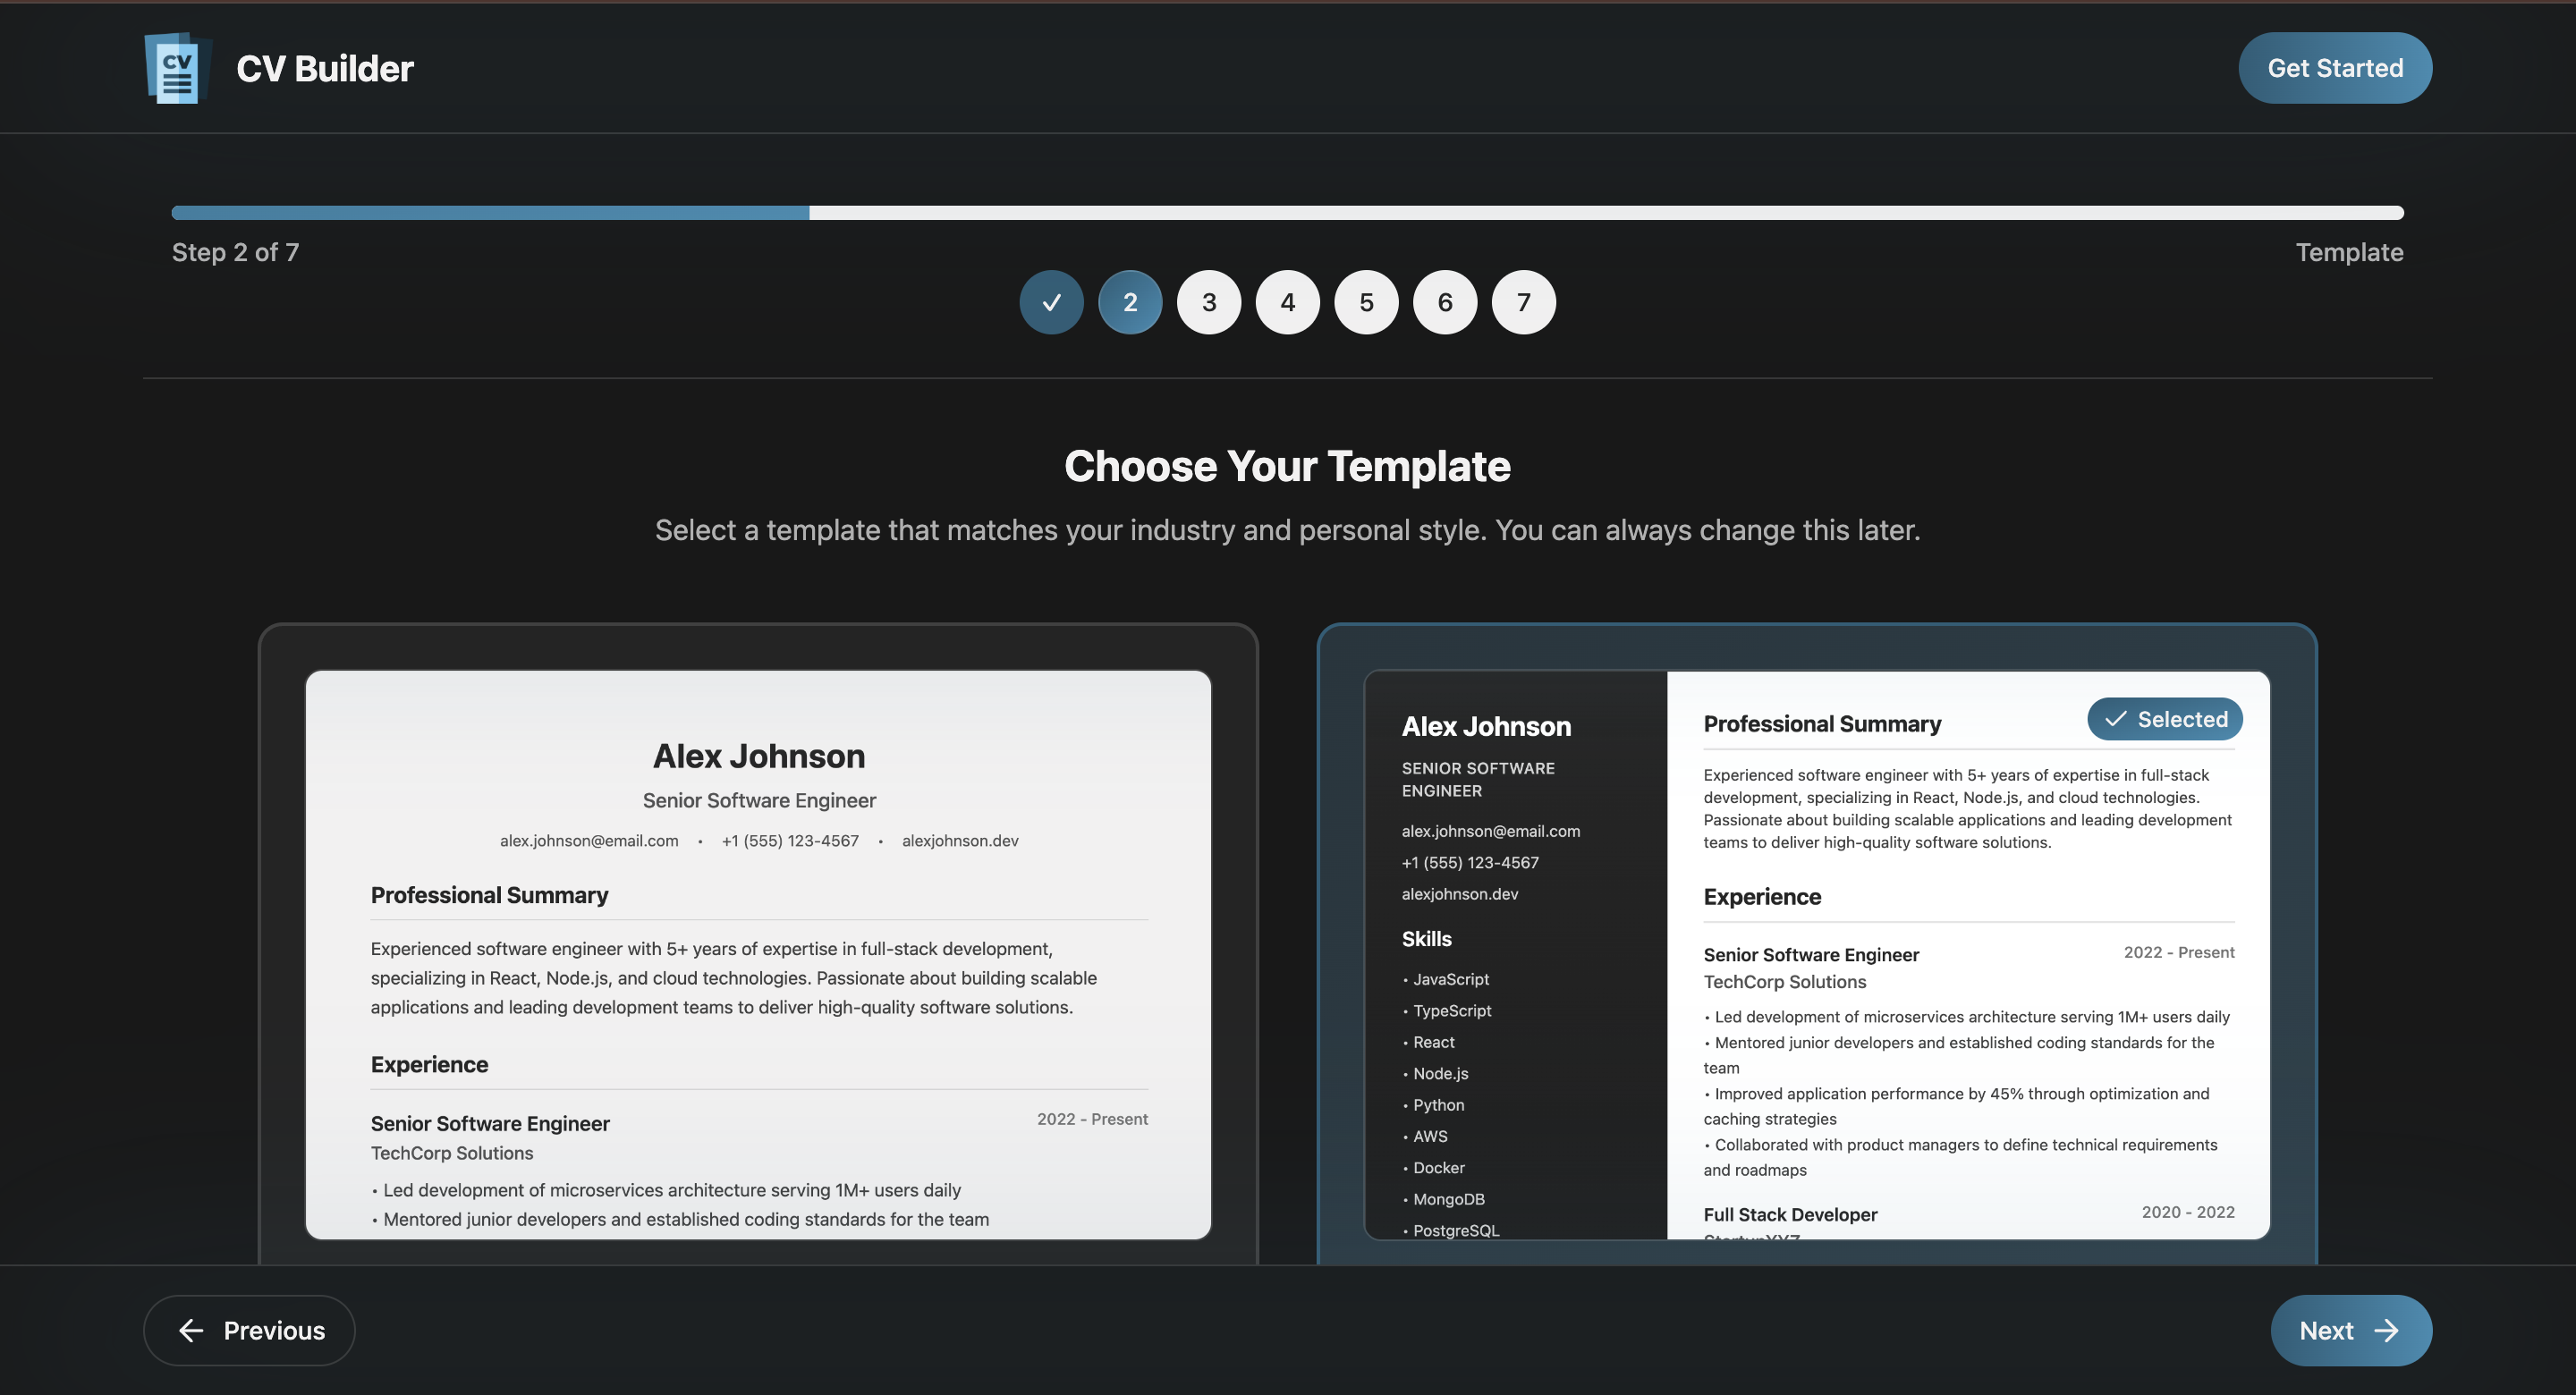 CV
CV Builder
Get Started
Step 2 of 7
Template
2
3
4
5
6
7
Choose Your Template
Select a template that matches your industry and personal style. You can always change this later.
Alex Johnson
Senior Software Engineer
alex.johnson@email.com • +1 (555) 123-4567 • alexjohnson.dev
Professional Summary
Experienced software engineer with 5+ years of expertise in full-stack development,
specializing in React, Node.js, and cloud technologies. Passionate about building scalable
applications and leading development teams to deliver high-quality software solutions.
Experience
Senior Software Engineer
2022 - Present
TechCorp Solutions
• Led development of microservices architecture serving 1M+ users daily
• Mentored junior developers and established coding standards for the team
Alex Johnson
SENIOR SOFTWARE
ENGINEER
alex.johnson@email.com
+1 (555) 123-4567
alexjohnson.dev
Skills
• JavaScript
• TypeScript
• React
• Node.js
• Python
• AWS
• Docker
• MongoDB
• PostgreSQL
Professional Summary
Selected
Experienced software engineer with 5+ years of expertise in full-stack
development, specializing in React, Node.js, and cloud technologies.
Passionate about building scalable applications and leading development
teams to deliver high-quality software solutions.
Experience
Senior Software Engineer
2022 - Present
TechCorp Solutions
• Led development of microservices architecture serving 1M+ users daily
• Mentored junior developers and established coding standards for the
team
• Improved application performance by 45% through optimization and
caching strategies
• Collaborated with product managers to define technical requirements
and roadmaps
Full Stack Developer
2020 - 2022
Previous
Next